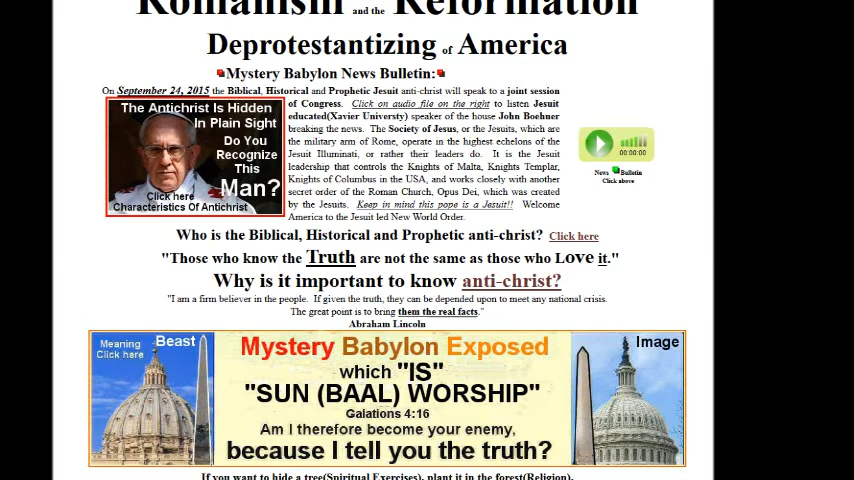 Romanism and the Reformation
Deprotestantizing of America
Mystery Babylon News Bulletin:
On September 24, 2015 the Biblical, Historical and Prophetic Jesuit anti-christ will speak to a joint session
of Congress. Click on audio file on the right to listen Jesuit
educated(Xavier Universty) speaker of the house John Boehner
breaking the news. The Society of Jesus, or the Jesuits, which are
the military arm of Rome, operate in the highest echelons of the
Jesuit Illuminati, or rather their leaders do. It is the Jesuit
leadership that controls the Knights of Malta, Knights Templar,
Knights of Columbus in the USA, and works closely with another
secret order of the Roman Church, Opus Dei, which was created
by the Jesuits. Keep in mind this pope is a Jesuit!! Welcome
America to the Jesuit led New World Order.
The Antichrist Is Hidden
In Plain Sight
Do You
Recognize
This
Man?
Click here
Characteristics Of Antichrist
00:00:00
News Bulletin
Click above
Who is the Biblical, Historical and Prophetic anti-christ? Click here
"Those who know the Truth are not the same as those who Love it."
Why is it important to know anti-christ?
"I am a firm believer in the people. If given the truth, they can be depended upon to meet any national crisis.
The great point is to bring them the real facts."
Abraham Lincoln
Meaning
Click here
Beast
Mystery Babylon Exposed
which "IS"
"SUN (BAAL) WORSHIP"
Galations 4:16
Am I therefore become your enemy,
because I tell you the truth?
Image
If you want to hide a tree(Spiritual Exercises), plant it in the forest(Religion).